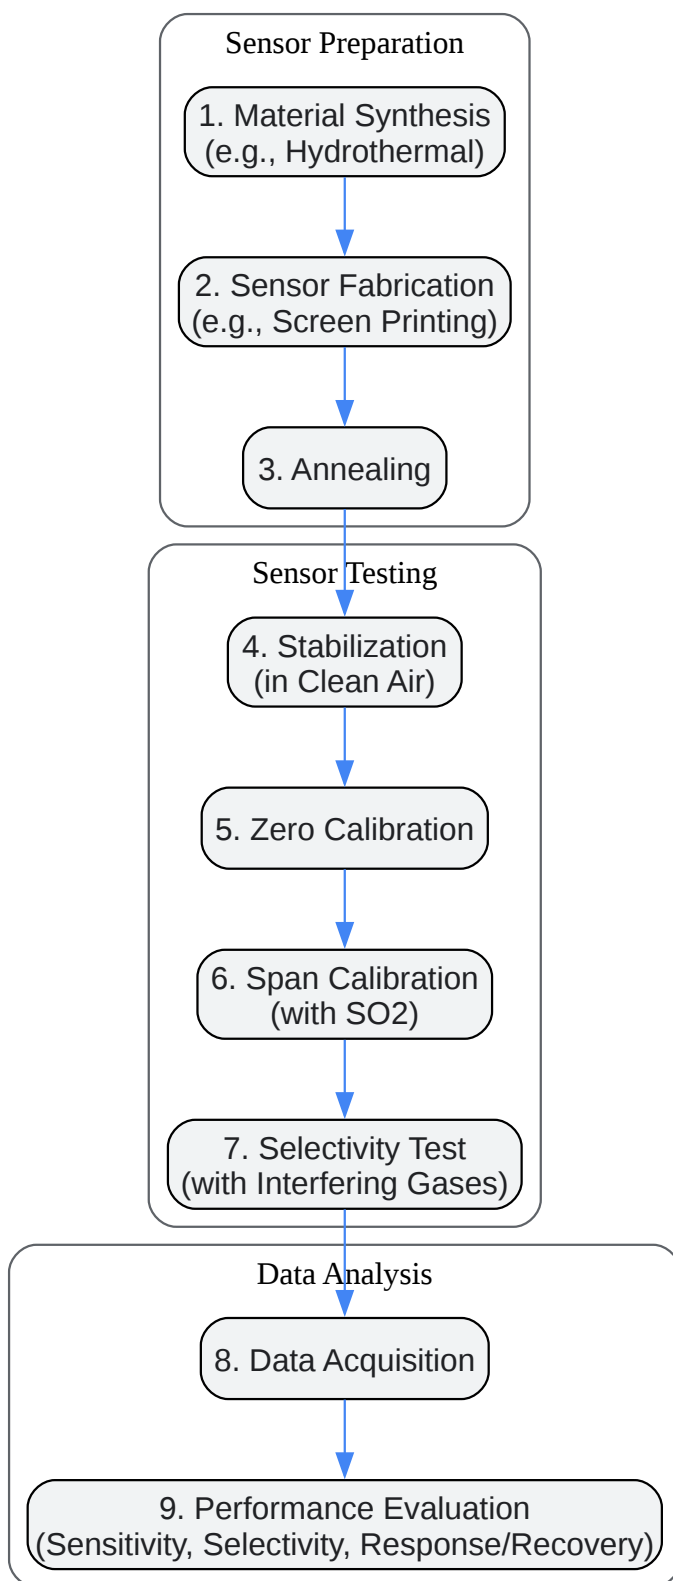 Sensor Preparation
1. Material Synthesis
(e.g., Hydrothermal)
2. Sensor Fabrication
(e.g., Screen Printing)
3. Annealing
Sensor Testing
4. Stabilization
(in Clean Air)
5. Zero Calibration
6. Span Calibration
(with SO2)
7. Selectivity Test
(with Interfering Gases)
Data Analysis
8. Data Acquisition
9. Performance Evaluation
(Sensitivity, Selectivity, Response/Recovery)